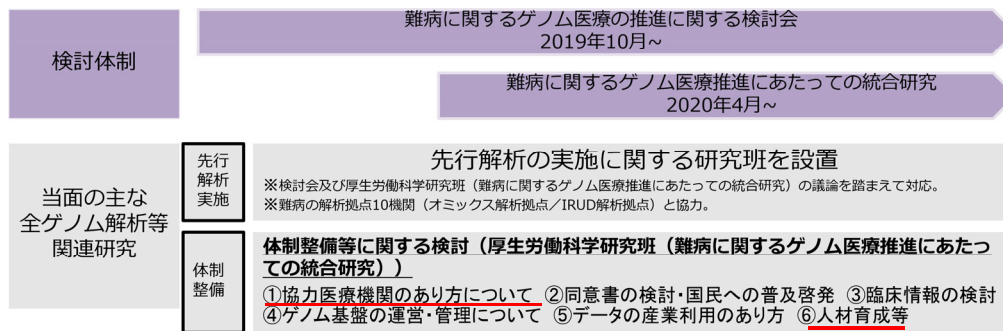 検討体制
難病に関するゲノム医療の推進に関する検討会
2019年10月~
難病に関するゲノム医療推進にあたっての統合研究
2020年4月~
当面の主な
全ゲノム解析等
関連研究
先行
解析
実施
先行解析の実施に関する研究班を設置
※検討会及び厚生労働科学研究班（難病に関するゲノム医療推進にあたっての統合研究）の議論を踏まえて対応。
※難病の解析拠点10機関（オミックス解析拠点／IRUD解析拠点）と協力。
体制
整備
体制整備等に関する検討（厚生労働科学研究班（難病に関するゲノム医療推進にあたっ
ての統合研究））
①協力医療機関のあり方について ②同意書の検討・国民への普及啓発 ③臨床情報の検討
④ゲノム基盤の運営・管理について ⑤データの産業利用のあり方 ⑥人材育成等